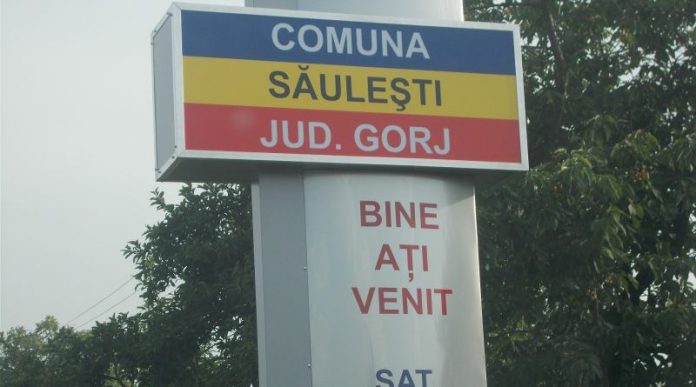 COMUNA
SĂULEŞTI
JUD. GORJ
BINE
AȚI
VENIT
SAT